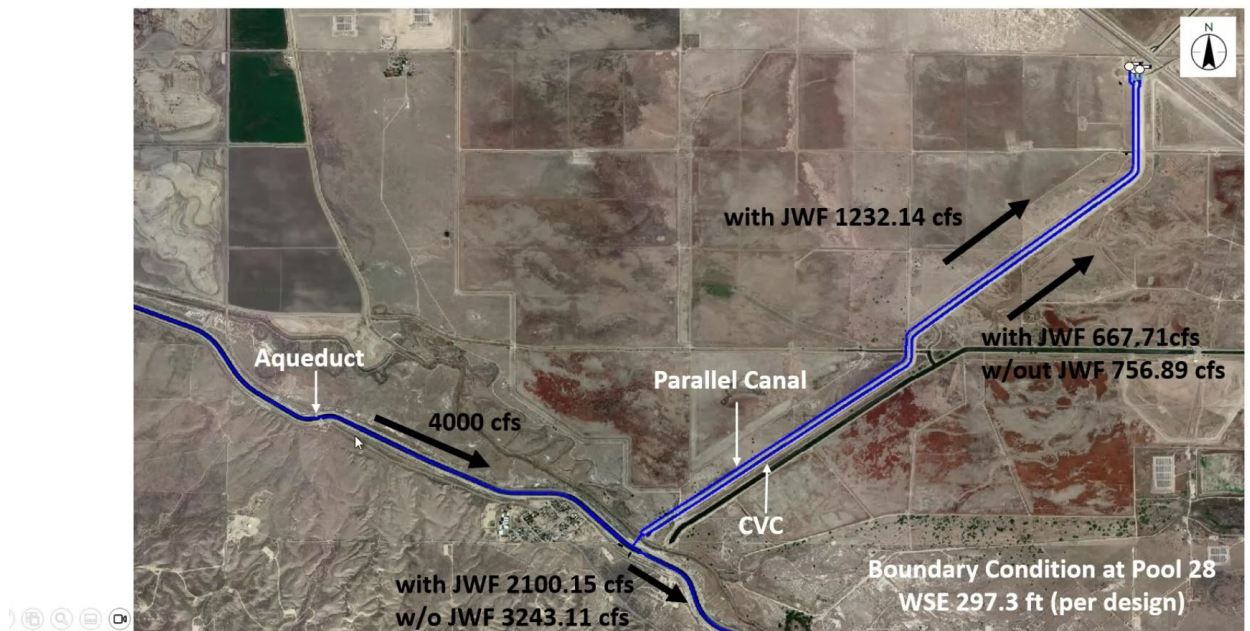 N
with JWF 1232.14 cfs
with JWF 667.71cfs
w/out JWF 756.89 cfs
Aqueduct
Parallel Canal
4000 cfs
CVC
with JWF 2100.15 cfs
w/o JWF 3243.11 cfs
Boundary Condition at Pool 28
WSE 297.3 ft (per design)